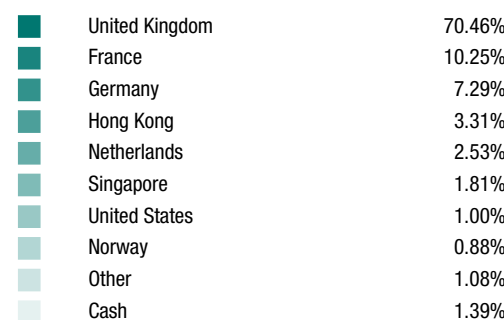 United Kingdom 70.46%
France 10.25%
Germany 7.29%
Hong Kong 3.31%
Netherlands 2.53%
Singapore 1.81%
United States 1.00%
Norway 0.88%
Other 1.08%
Cash 1.39%